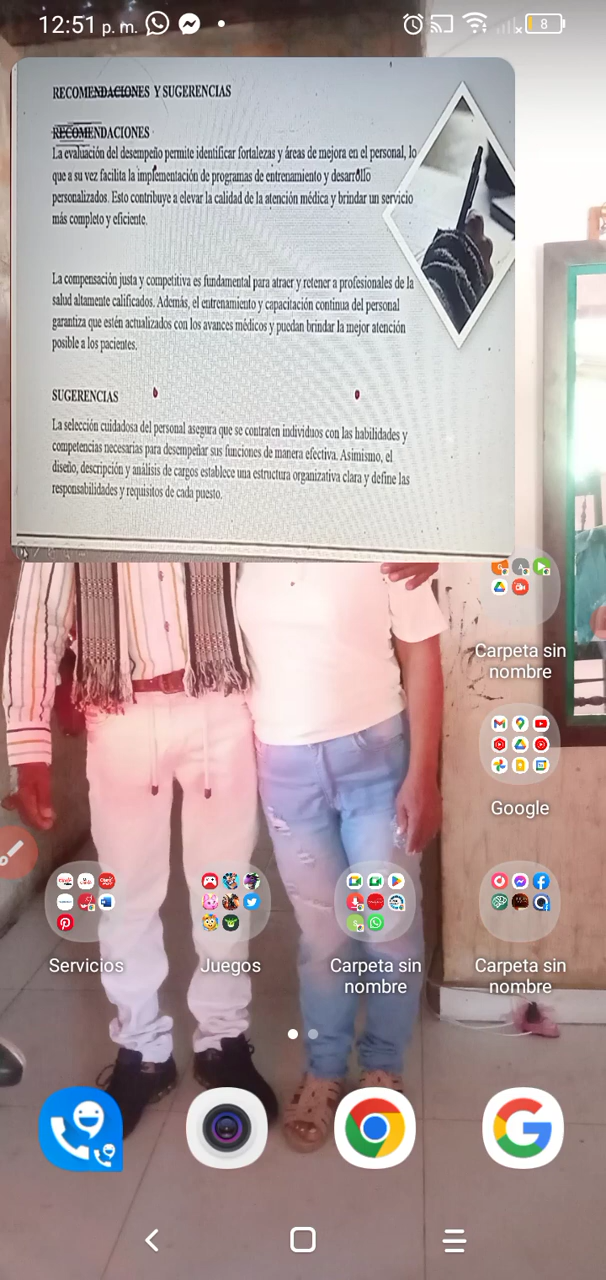 12:51 p. m.
8
RECOMENDACIONES Y SUGERENCIAS
RECOMENDACIONES
La evaluación del desempeño permite identificar fortalezas y áreas de mejora en el personal, lo
que a su vez facilita la implementación de programas de entrenamiento y desarrollo
personalizados. Esto contribuye a elevar la calidad de la atención médica y brindar un servicio
más completo y eficiente.
La compensación justa y competitiva es fundamental para atraer y retener a profesionales de la
salud altamente calificados. Además, el entrenamiento y capacitación continua del personal
garantiza que estén actualizados con los avances médicos y puedan brindar la mejor atención
posible a los pacientes.
SUGERENCIAS
La selección cuidadosa del personal asegura que se contraten individuos con las habilidades y
competencias necesarias para desempeñar sus funciones de manera efectiva. Asimismo, el
diseño, descripción y análisis de cargos establece una estructura organizativa clara y define las
responsabilidades y requisitos de cada puesto.
Carpeta sin
nombre
Google
Servicios
Juegos
Carpeta sin
nombre
Carpeta sin
nombre